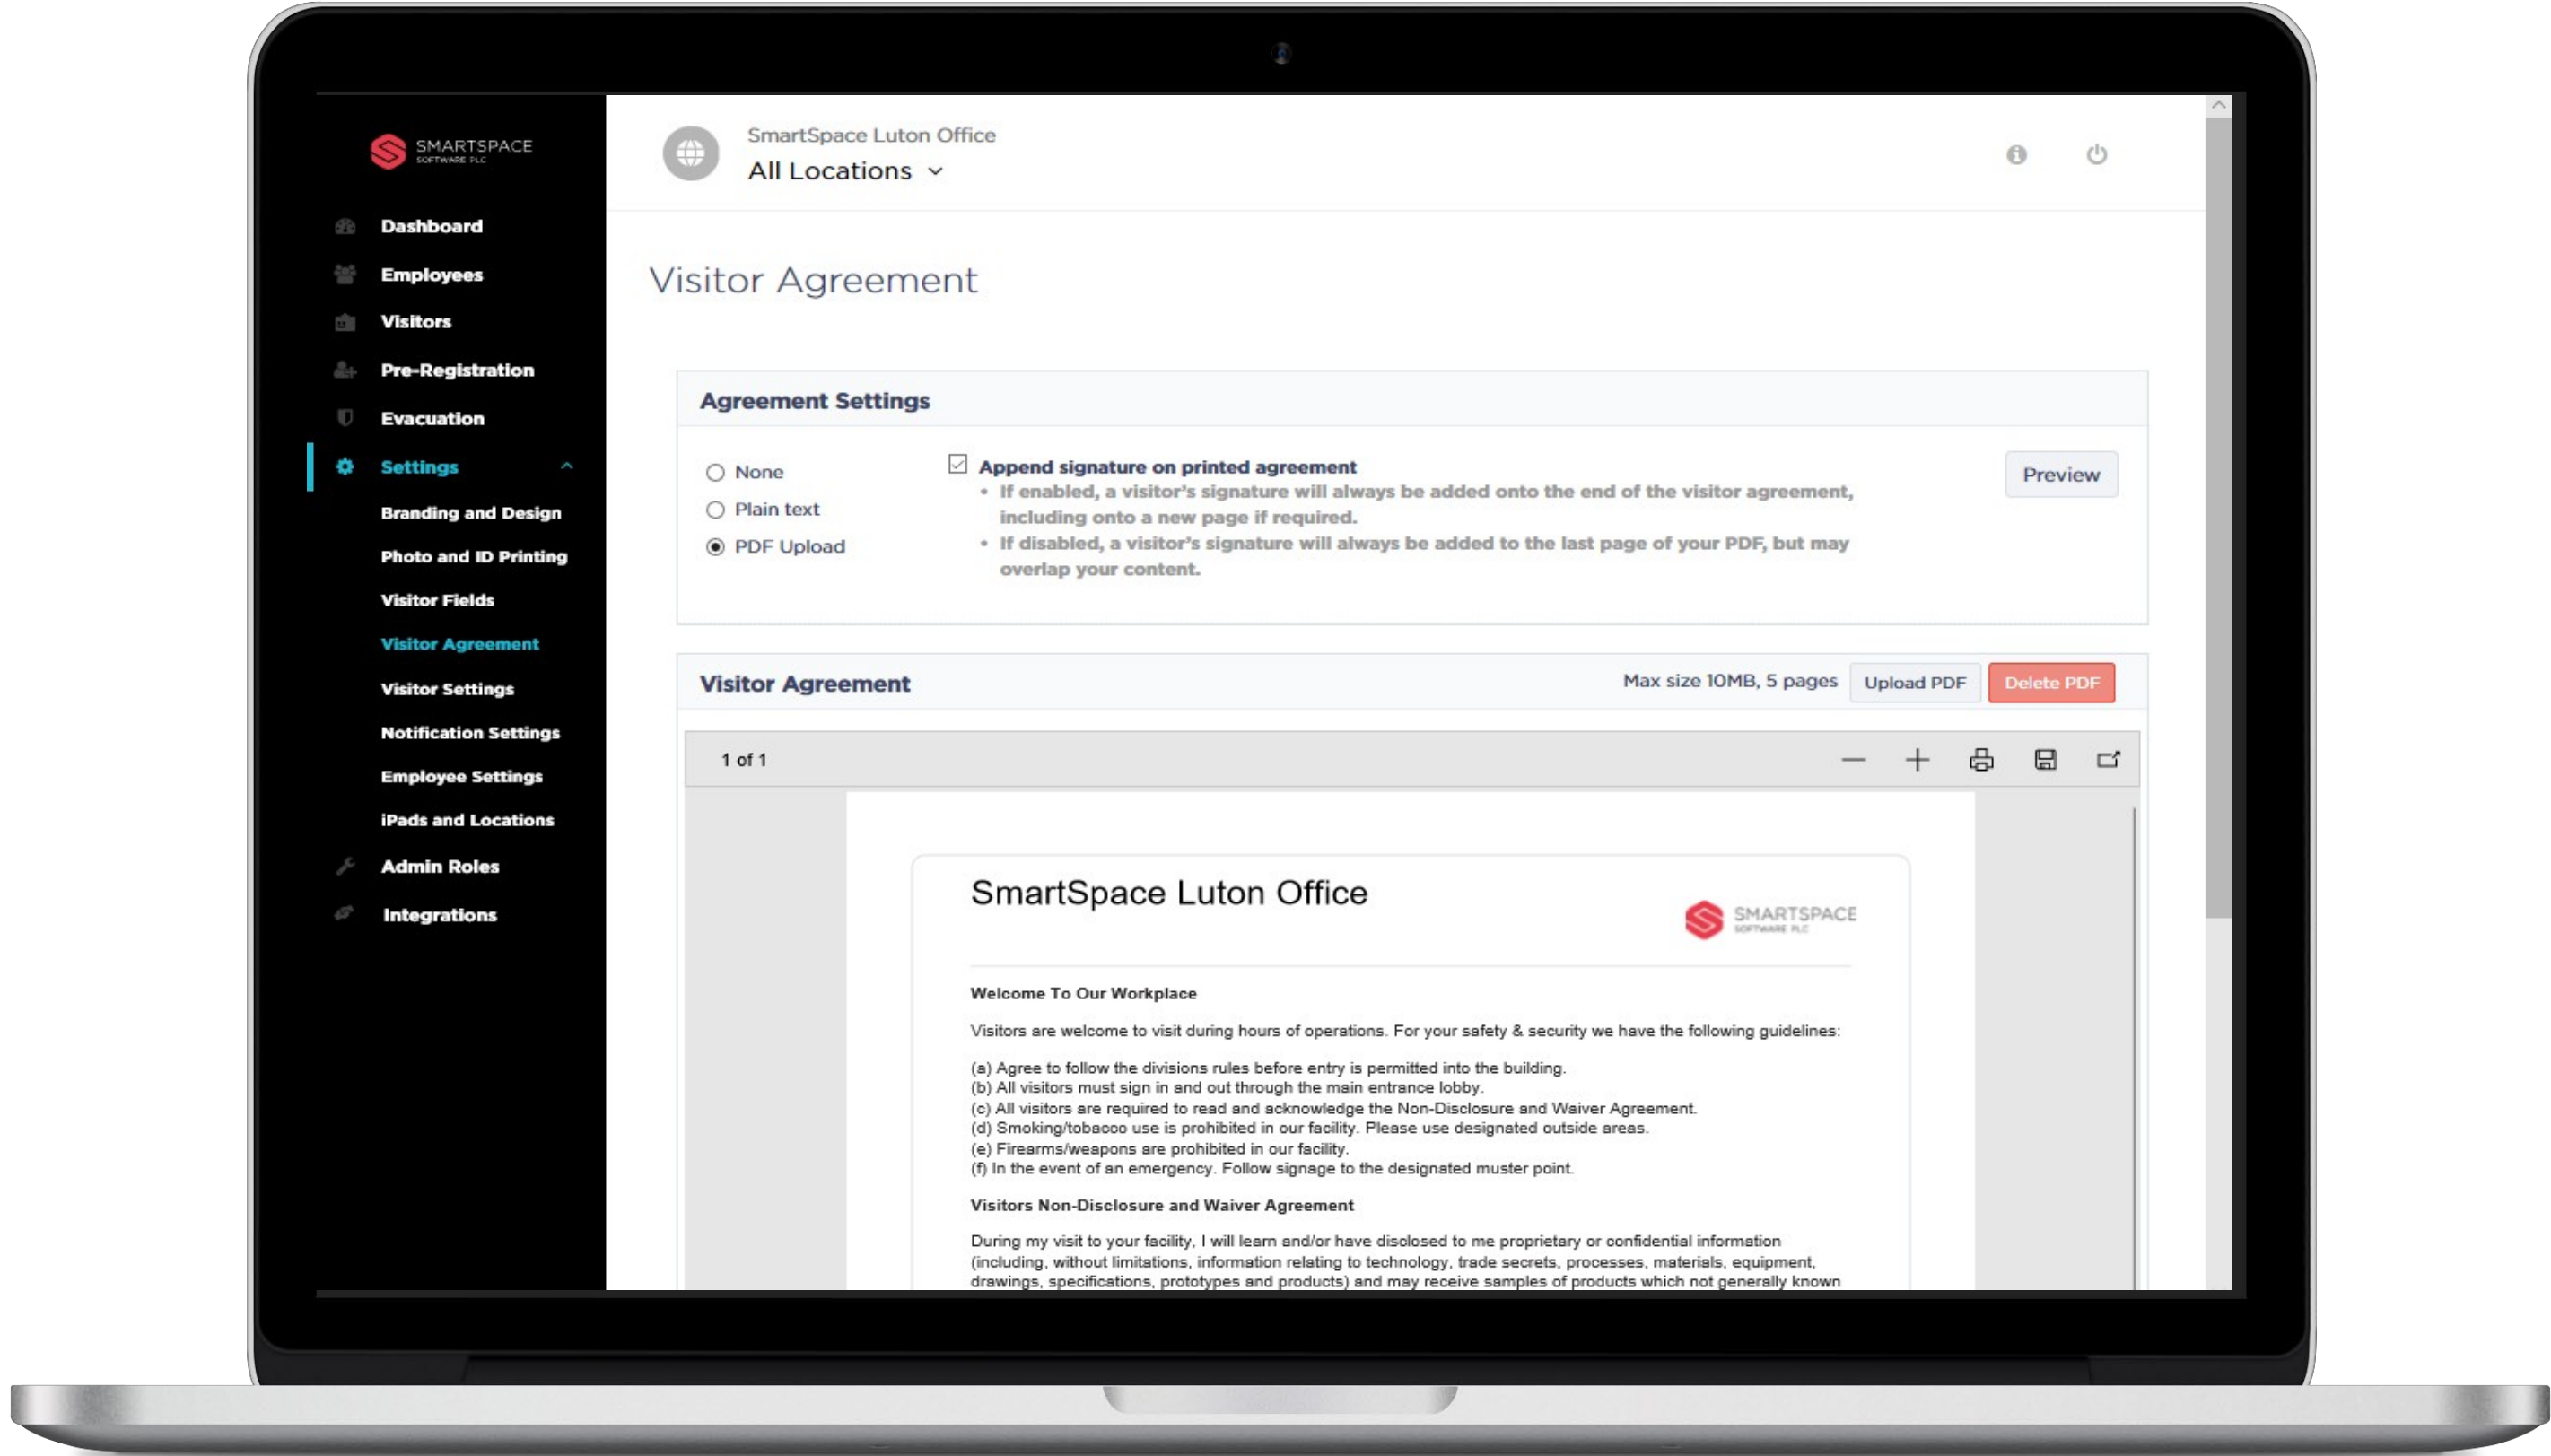 SMARTSPACE
SOFTWARE PLC
Dashboard
Employees
Visitors
Pre-Registration
Evacuation
Settings
Branding and Design
Photo and ID Printing
Visitor Fields
Visitor Agreement
Visitor Settings
Notification Settings
Employee Settings
iPads and Locations
Admin Roles
Integrations
SmartSpace Luton Office
All Locations
Visitor Agreement
Agreement Settings
None
Plain text
PDF Upload
Append signature on printed agreement
• If enabled, a visitor's signature will always be added onto the end of the visitor agreement,
including onto a new page if required.
• If disabled, a visitor's signature will always be added to the last page of your PDF, but may
overlap your content.
Preview
Visitor Agreement
Max size 10MB, 5 pages
Upload PDF
Delete PDF
1 of 1
SmartSpace Luton Office
SMARTSPACE
SOFTWARE PLC
Welcome To Our Workplace
Visitors are welcome to visit during hours of operations. For your safety & security we have the following guidelines:
(a) Agree to follow the divisions rules before entry is permitted into the building.
(b) All visitors must sign in and out through the main entrance lobby.
(c) All visitors are required to read and acknowledge the Non-Disclosure and Waiver Agreement.
(d) Smoking/tobacco use is prohibited in our facility. Please use designated outside areas.
(e) Firearms/weapons are prohibited in our facility.
(f) In the event of an emergency. Follow signage to the designated muster point.
Visitors Non-Disclosure and Waiver Agreement
During my visit to your facility, I will learn and/or have disclosed to me proprietary or confidential information
(including, without limitations, information relating to technology, trade secrets, processes, materials, equipment,
drawings, specifications, prototypes and products) and may receive samples of products which not generally known